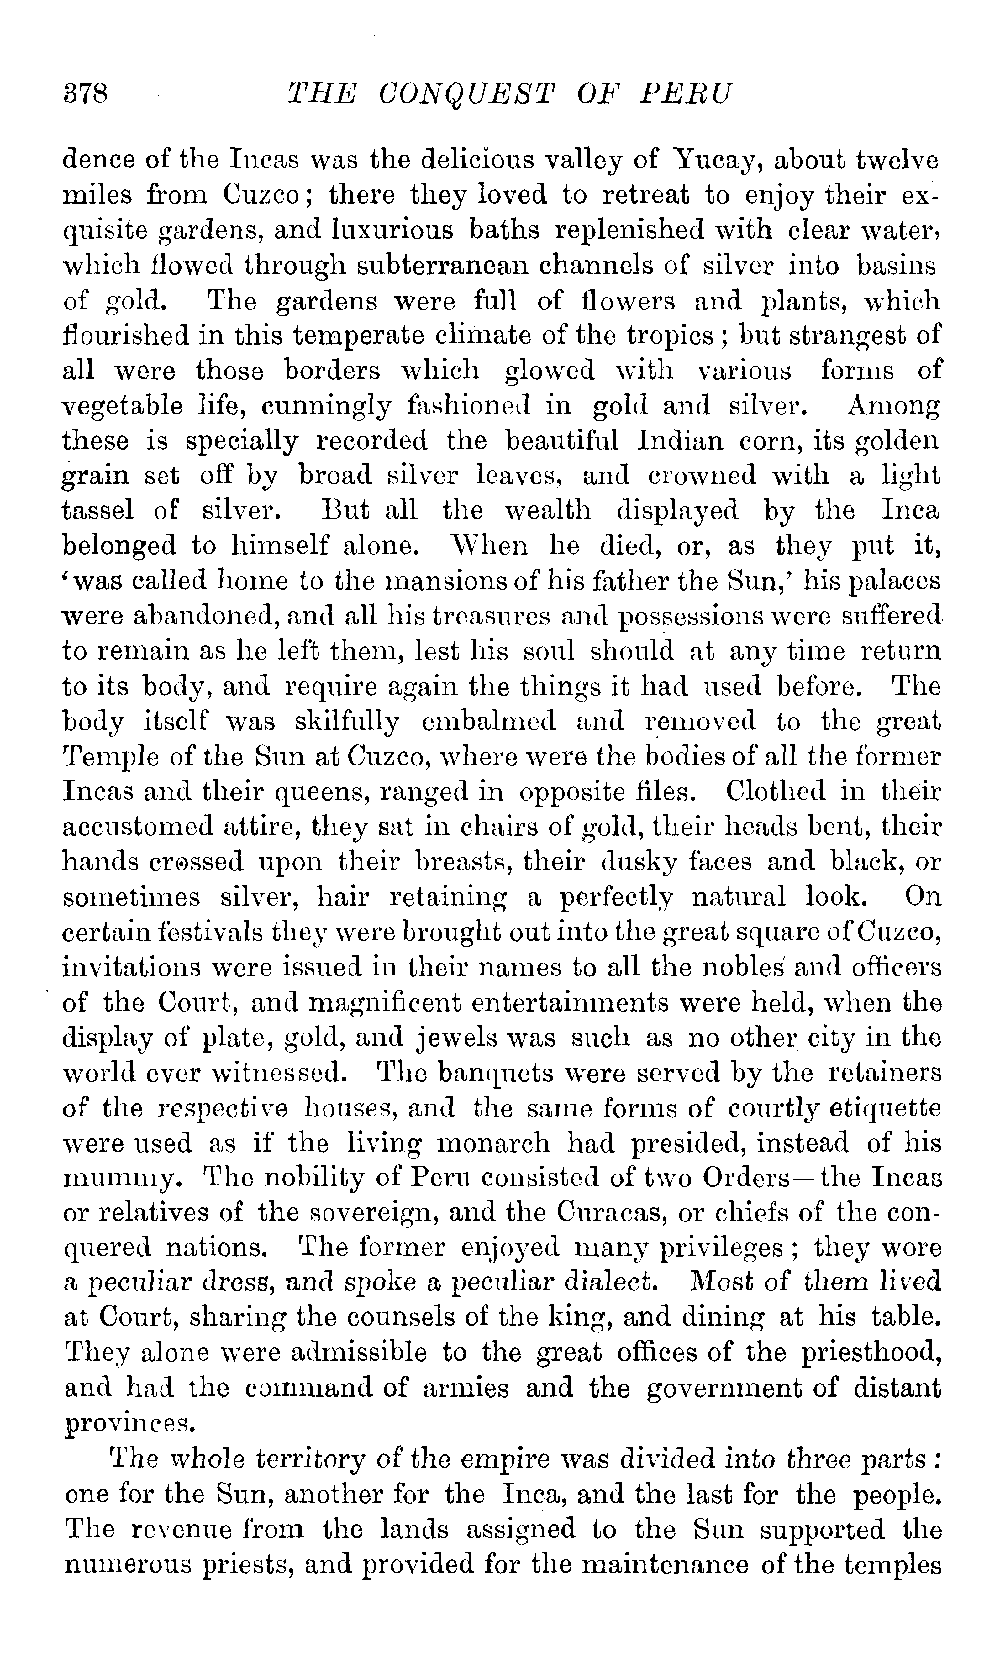 378 THE CONQUEST OF PERU
dence of the Incas was the delicious valley of Yucay, about twelve
miles from Cuzco; there they loved to retreat to enjoy their ex-
quisite gardens, and luxurious baths replenished with clear water,
which flowed through subterranean channels of silver into basins
of gold. The gardens were full of flowers and plants, which
flourished in this temperate climate of the tropics; but strangest of
all were those borders which glowed with various forms of
vegetable life, cunningly fashioned in gold and silver. Among
these is specially recorded the beautiful Indian corn, its golden
grain set off by broad silver leaves, and crowned with a light
tassel of silver. But all the wealth displayed by the Inca
belonged to himself alone. When he died, or, as they put it,
‘was called home to the mansions of his father the Sun,’ his palaces
were abandoned, and all his treasures and possessions were suffered
to remain as he left them, lest his soul should at any time return
to its body, and require again the things it had used before. The
body itself was skilfully embalmed and removed to the great
Temple of the Sun at Cuzco, where were the bodies of all the former
Incas and their queens, ranged in opposite files. Clothed in their
accustomed attire, they sat in chairs of gold, their heads bent, their
hands crossed upon their breasts, their dusky faces and black, or
sometimes silver, hair retaining a perfectly natural look. On
certain festivals they were brought out into the great square of Cuzco,
invitations were issued in their names to all the nobles and officers
of the Court, and magnificent entertainments were held, when the
display of plate, gold, and jewels was such as no other city in the
world ever witnessed. The banquets were served by the retainers
of the respective houses, and the same forms of courtly etiquette
were used as if the living monarch had presided, instead of his
mummy. The nobility of Peru consisted of two Orders—the Incas
or relatives of the sovereign, and the Curacas, or chiefs of the con-
quered nations. The former enjoyed many privileges; they wore
a peculiar dress, and spoke a peculiar dialect. Most of them lived
at Court, sharing the counsels of the king, and dining at his table.
They alone were admissible to the great offices of the priesthood,
and had the command of armies and the government of distant
provinces.
The whole territory of the empire was divided into three parts:
one for the Sun, another for the Inca, and the last for the people.
The revenue from the lands assigned to the Sun supported the
numerous priests, and provided for the maintenance of the temples